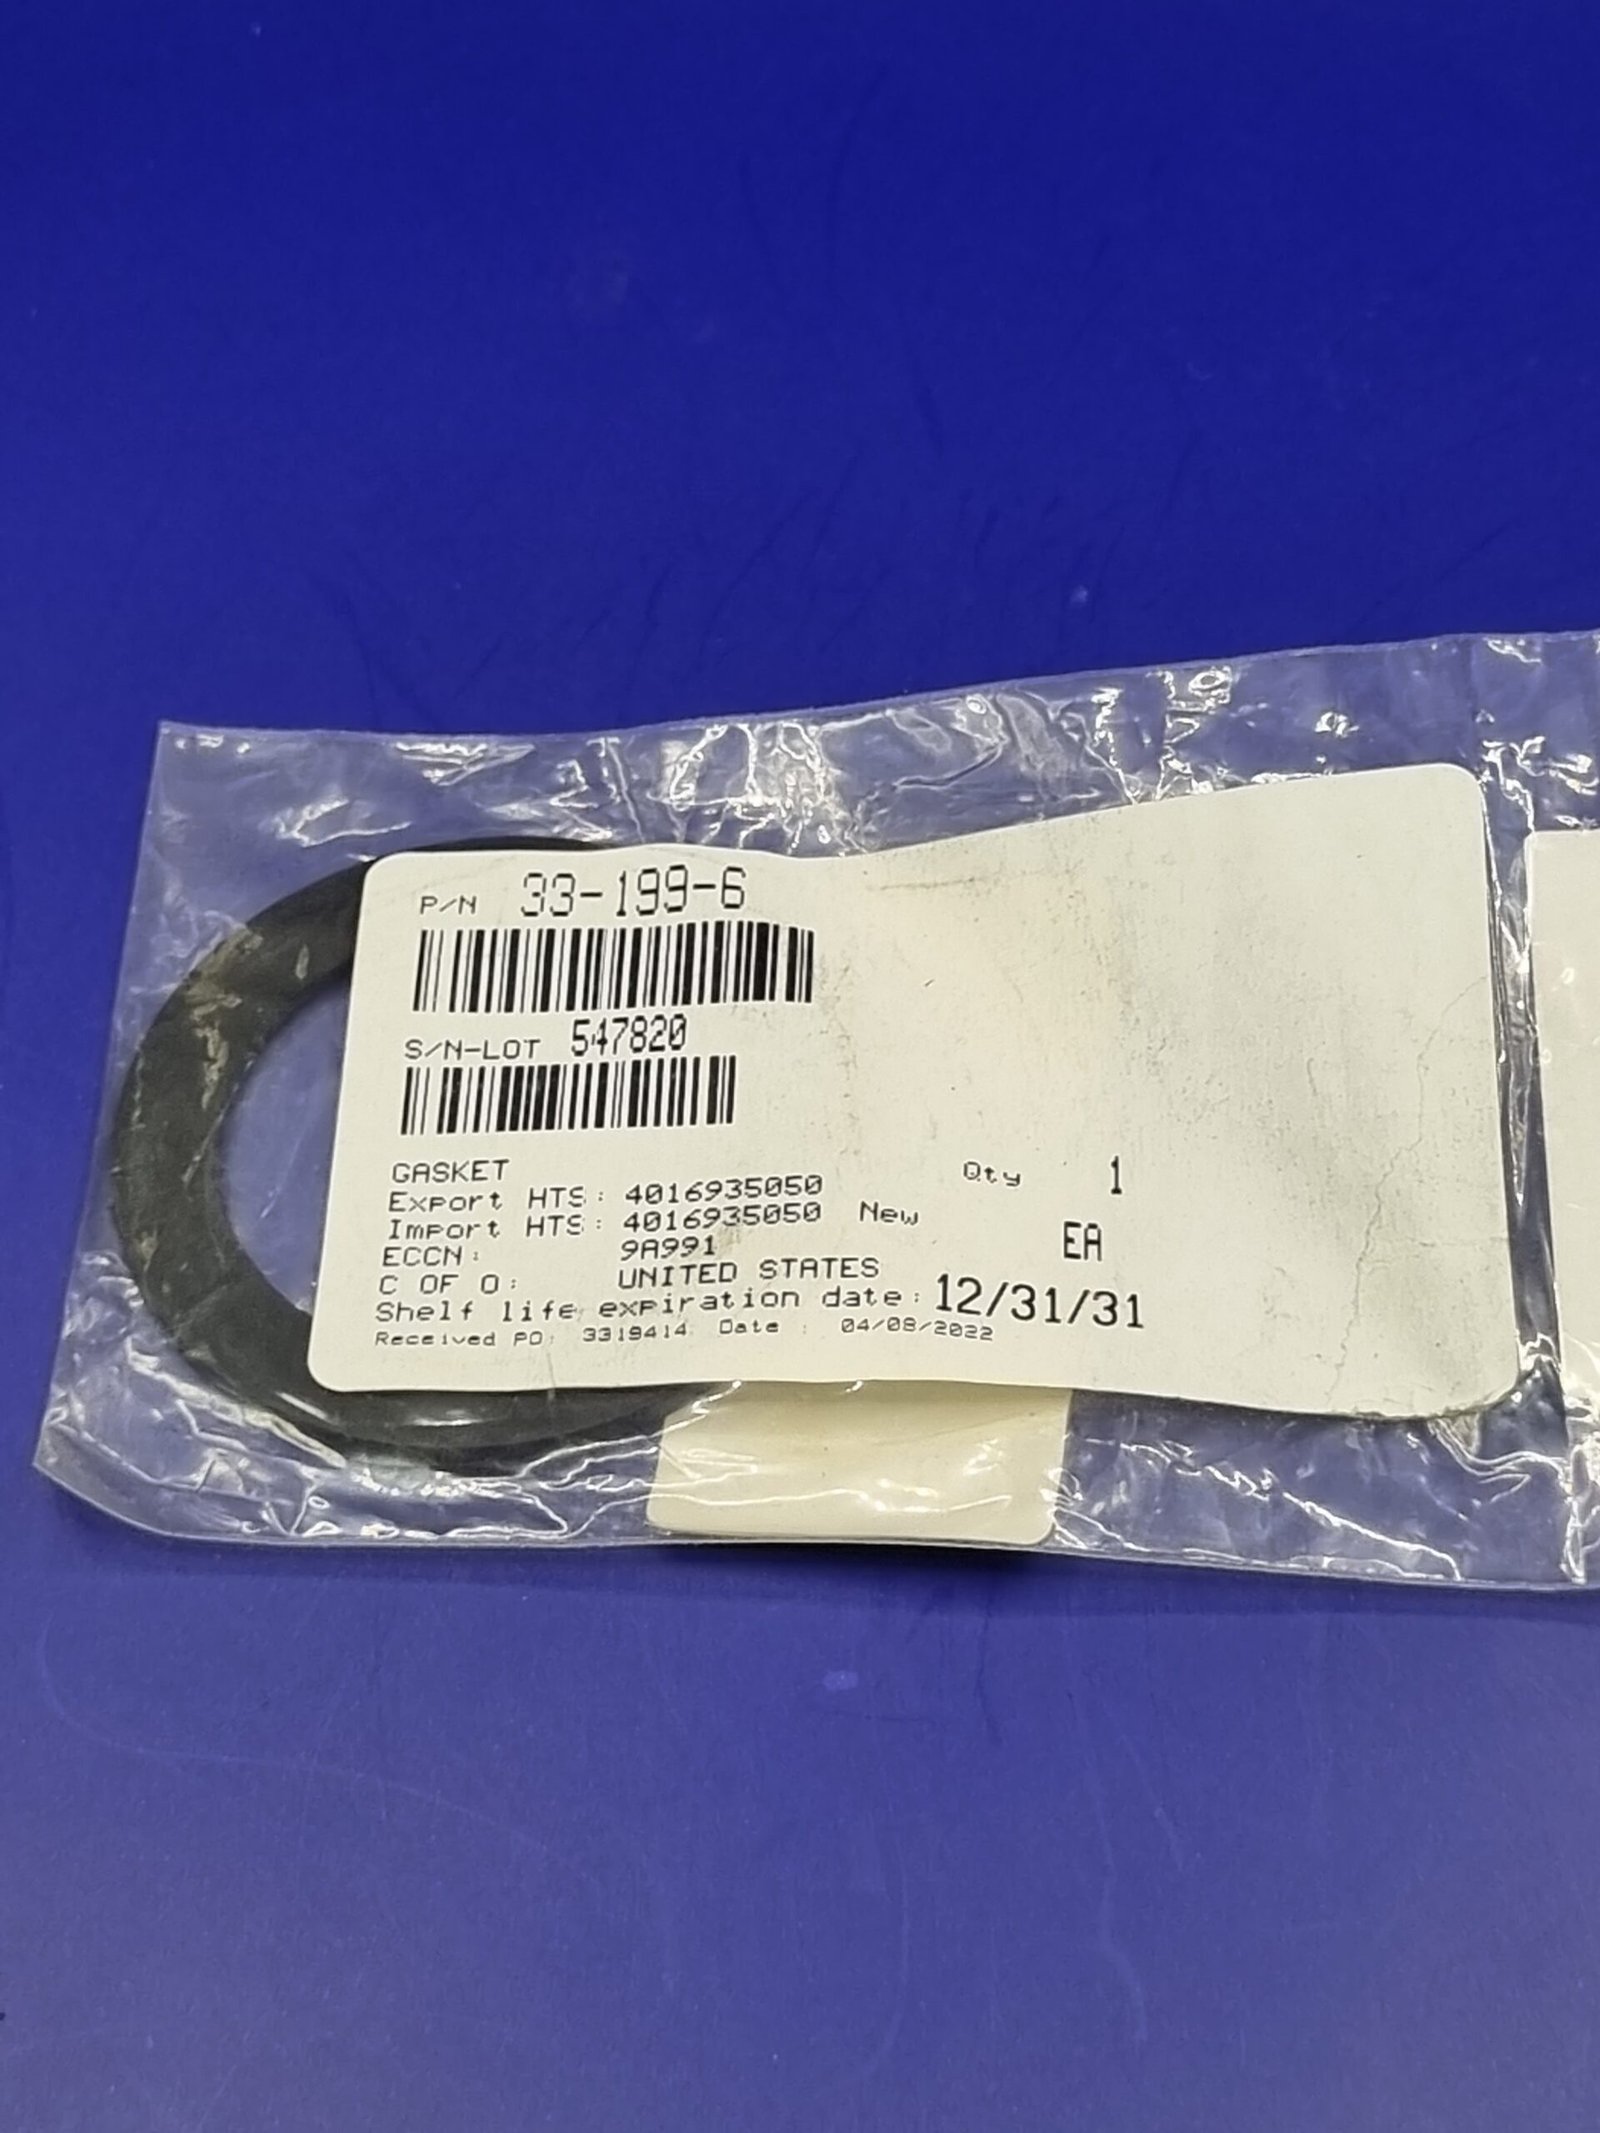 P/N 33-199-6
S/N-LOT 547820
GASKET
Qty 1
Export HTS: 4016935050
Import HTS: 4016935050 New
ECCN: 9A991
EA
C OF O: UNITED STATES
Shelf life expiration date: 12/31/31
Received PO: 3319414 Date : 04/08/2022